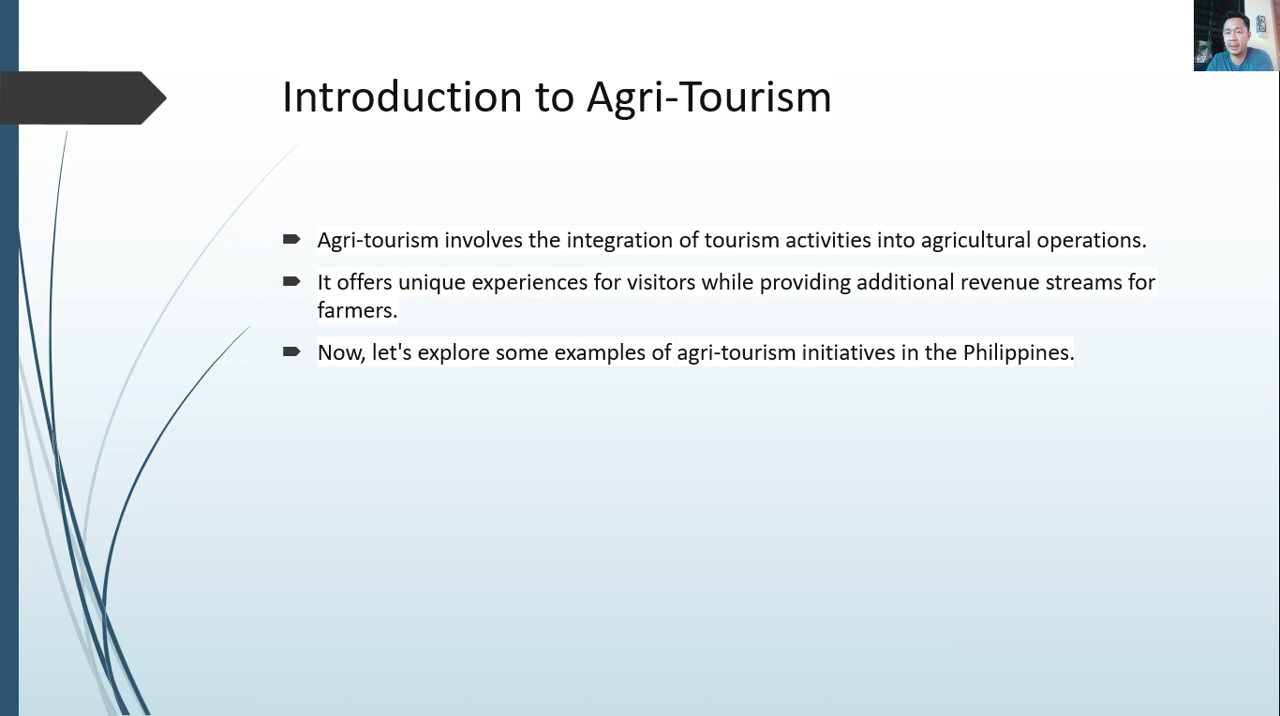 Introduction to Agri-Tourism
Agri-tourism involves the integration of tourism activities into agricultural operations.
It offers unique experiences for visitors while providing additional revenue streams for
farmers.
Now, let's explore some examples of agri-tourism initiatives in the Philippines.